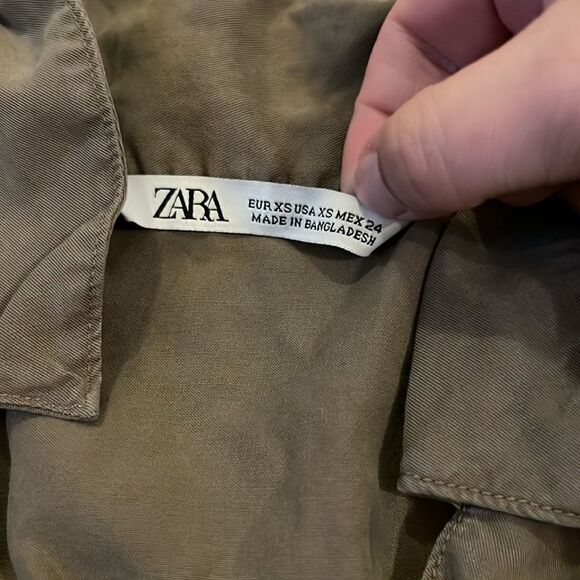 ZARA
EUR XS USA XS MEX 24
MADE IN BANGLADESH